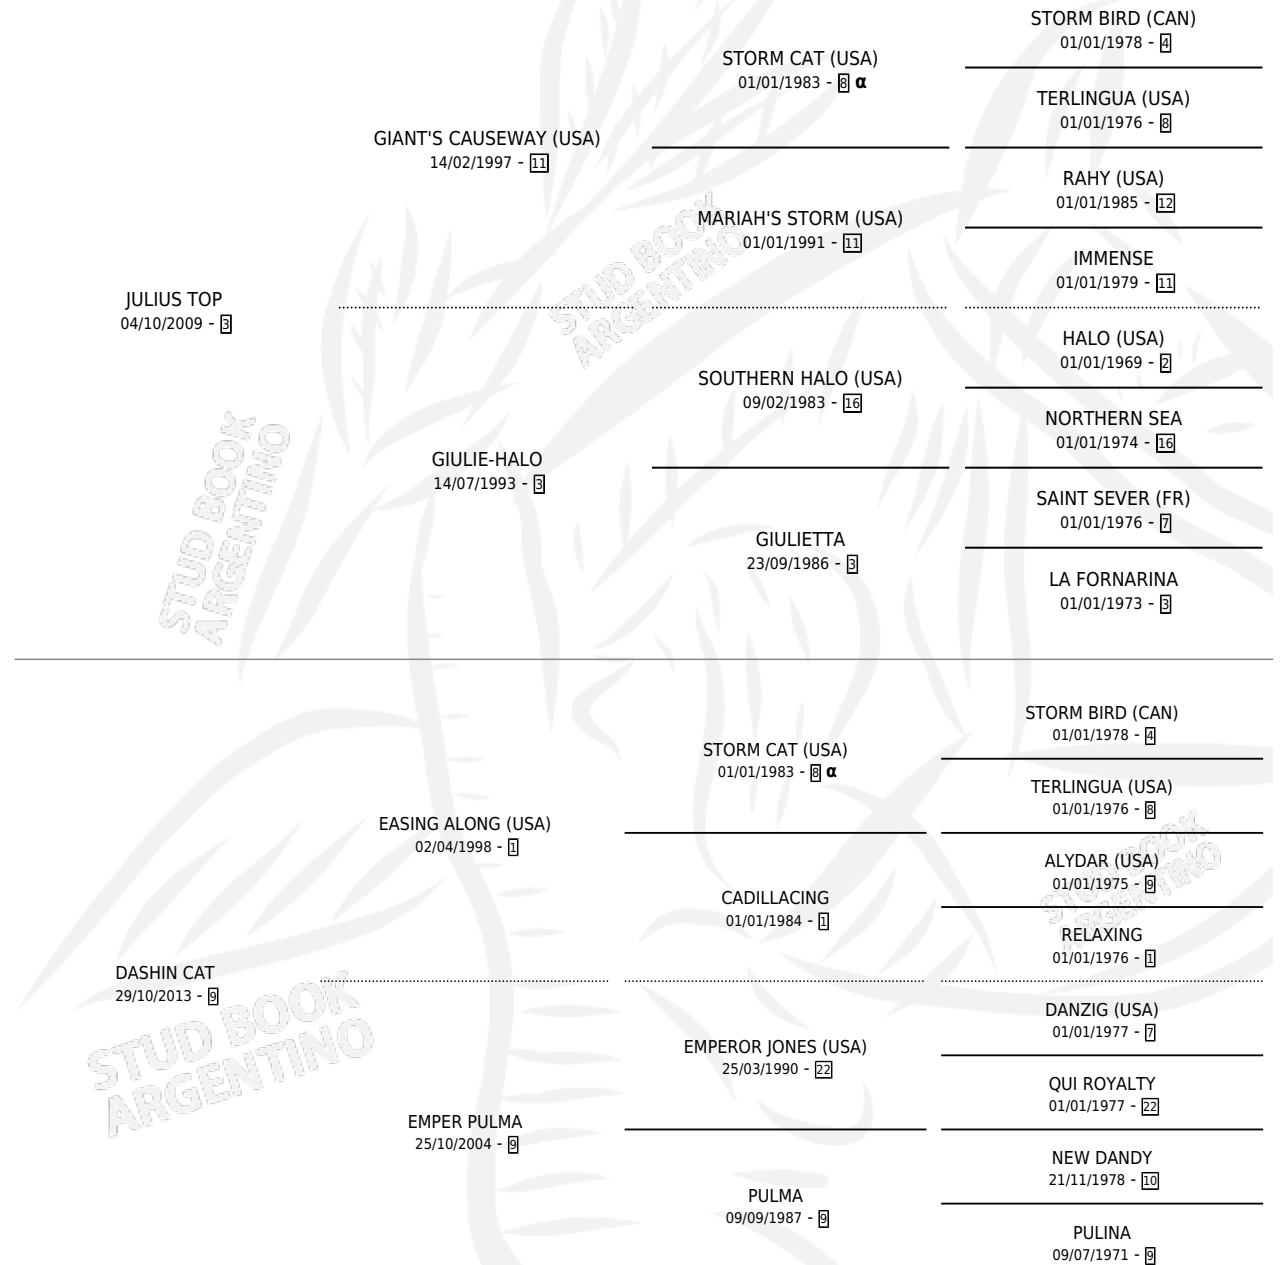 STORM BIRD (CAN)
01/01/1978 - 4
STORM CAT (USA)
01/01/1983 - 8 α
TERLINGUA (USA)
01/01/1976 - 8
GIANT'S CAUSEWAY (USA)
14/02/1997 - 11
RAHY (USA)
01/01/1985 - 12
MARIAH'S STORM (USA)
01/01/1991 - 11
IMMENSE
01/01/1979 - 11
JULIUS TOP
04/10/2009 - 3
HALO (USA)
01/01/1969 - 2
SOUTHERN HALO (USA)
09/02/1983 - 16
NORTHERN SEA
01/01/1974 - 16
GIULIE-HALO
14/07/1993 - 3
SAINT SEVER (FR)
01/01/1976 - 7
GIULIETTA
23/09/1986 - 3
LA FORNARINA
01/01/1973 - 3
STORM BIRD (CAN)
01/01/1978 - 4
STORM CAT (USA)
01/01/1983 - 8 α
TERLINGUA (USA)
01/01/1976 - 8
EASING ALONG (USA)
02/04/1998 - 1
ALYDAR (USA)
01/01/1975 - 9
CADILLACING
01/01/1984 - 1
RELAXING
01/01/1976 - 1
DASHIN CAT
29/10/2013 - 9
DANZIG (USA)
01/01/1977 - 7
EMPEROR JONES (USA)
25/03/1990 - 22
QUI ROYALTY
01/01/1977 - 22
EMPER PULMA
25/10/2004 - 9
NEW DANDY
21/11/1978 - 10
PULMA
09/09/1987 - 9
PULINA
09/07/1971 - 9
STUD BOOK
ARGENTINO
STUD BOOK
ARGENTINO
STUD BOOK
ARGENTINO
STUD BOOK
ARGENTINO